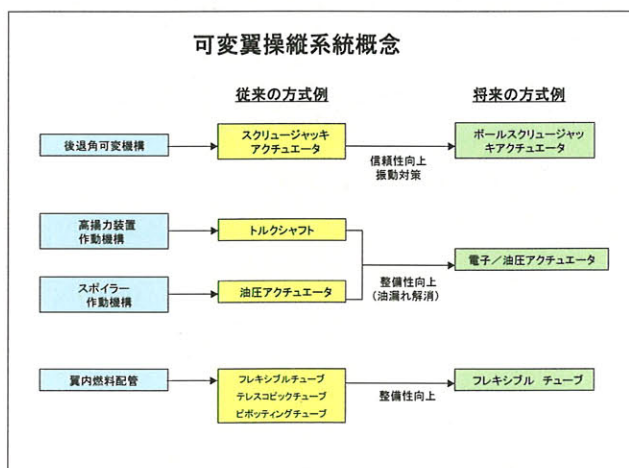 可変翼操縦系統概念
従来の方式例
将来の方式例
後退角可変機構
スクリュージャッキ
アクチュエータ
信頼性向上
振動対策
ボールスクリュージャッ
キアクチュエータ
高揚力装置
作動機構
トルクシャフト
スポイラー
作動機構
油圧アクチュエータ
整備性向上
(油漏れ解消)
電子／油圧アクチュエータ
翼内燃料配管
フレキシブルチューブ
テレスコピックチューブ
ピボッティングチューブ
整備性向上
フレキシブル チューブ